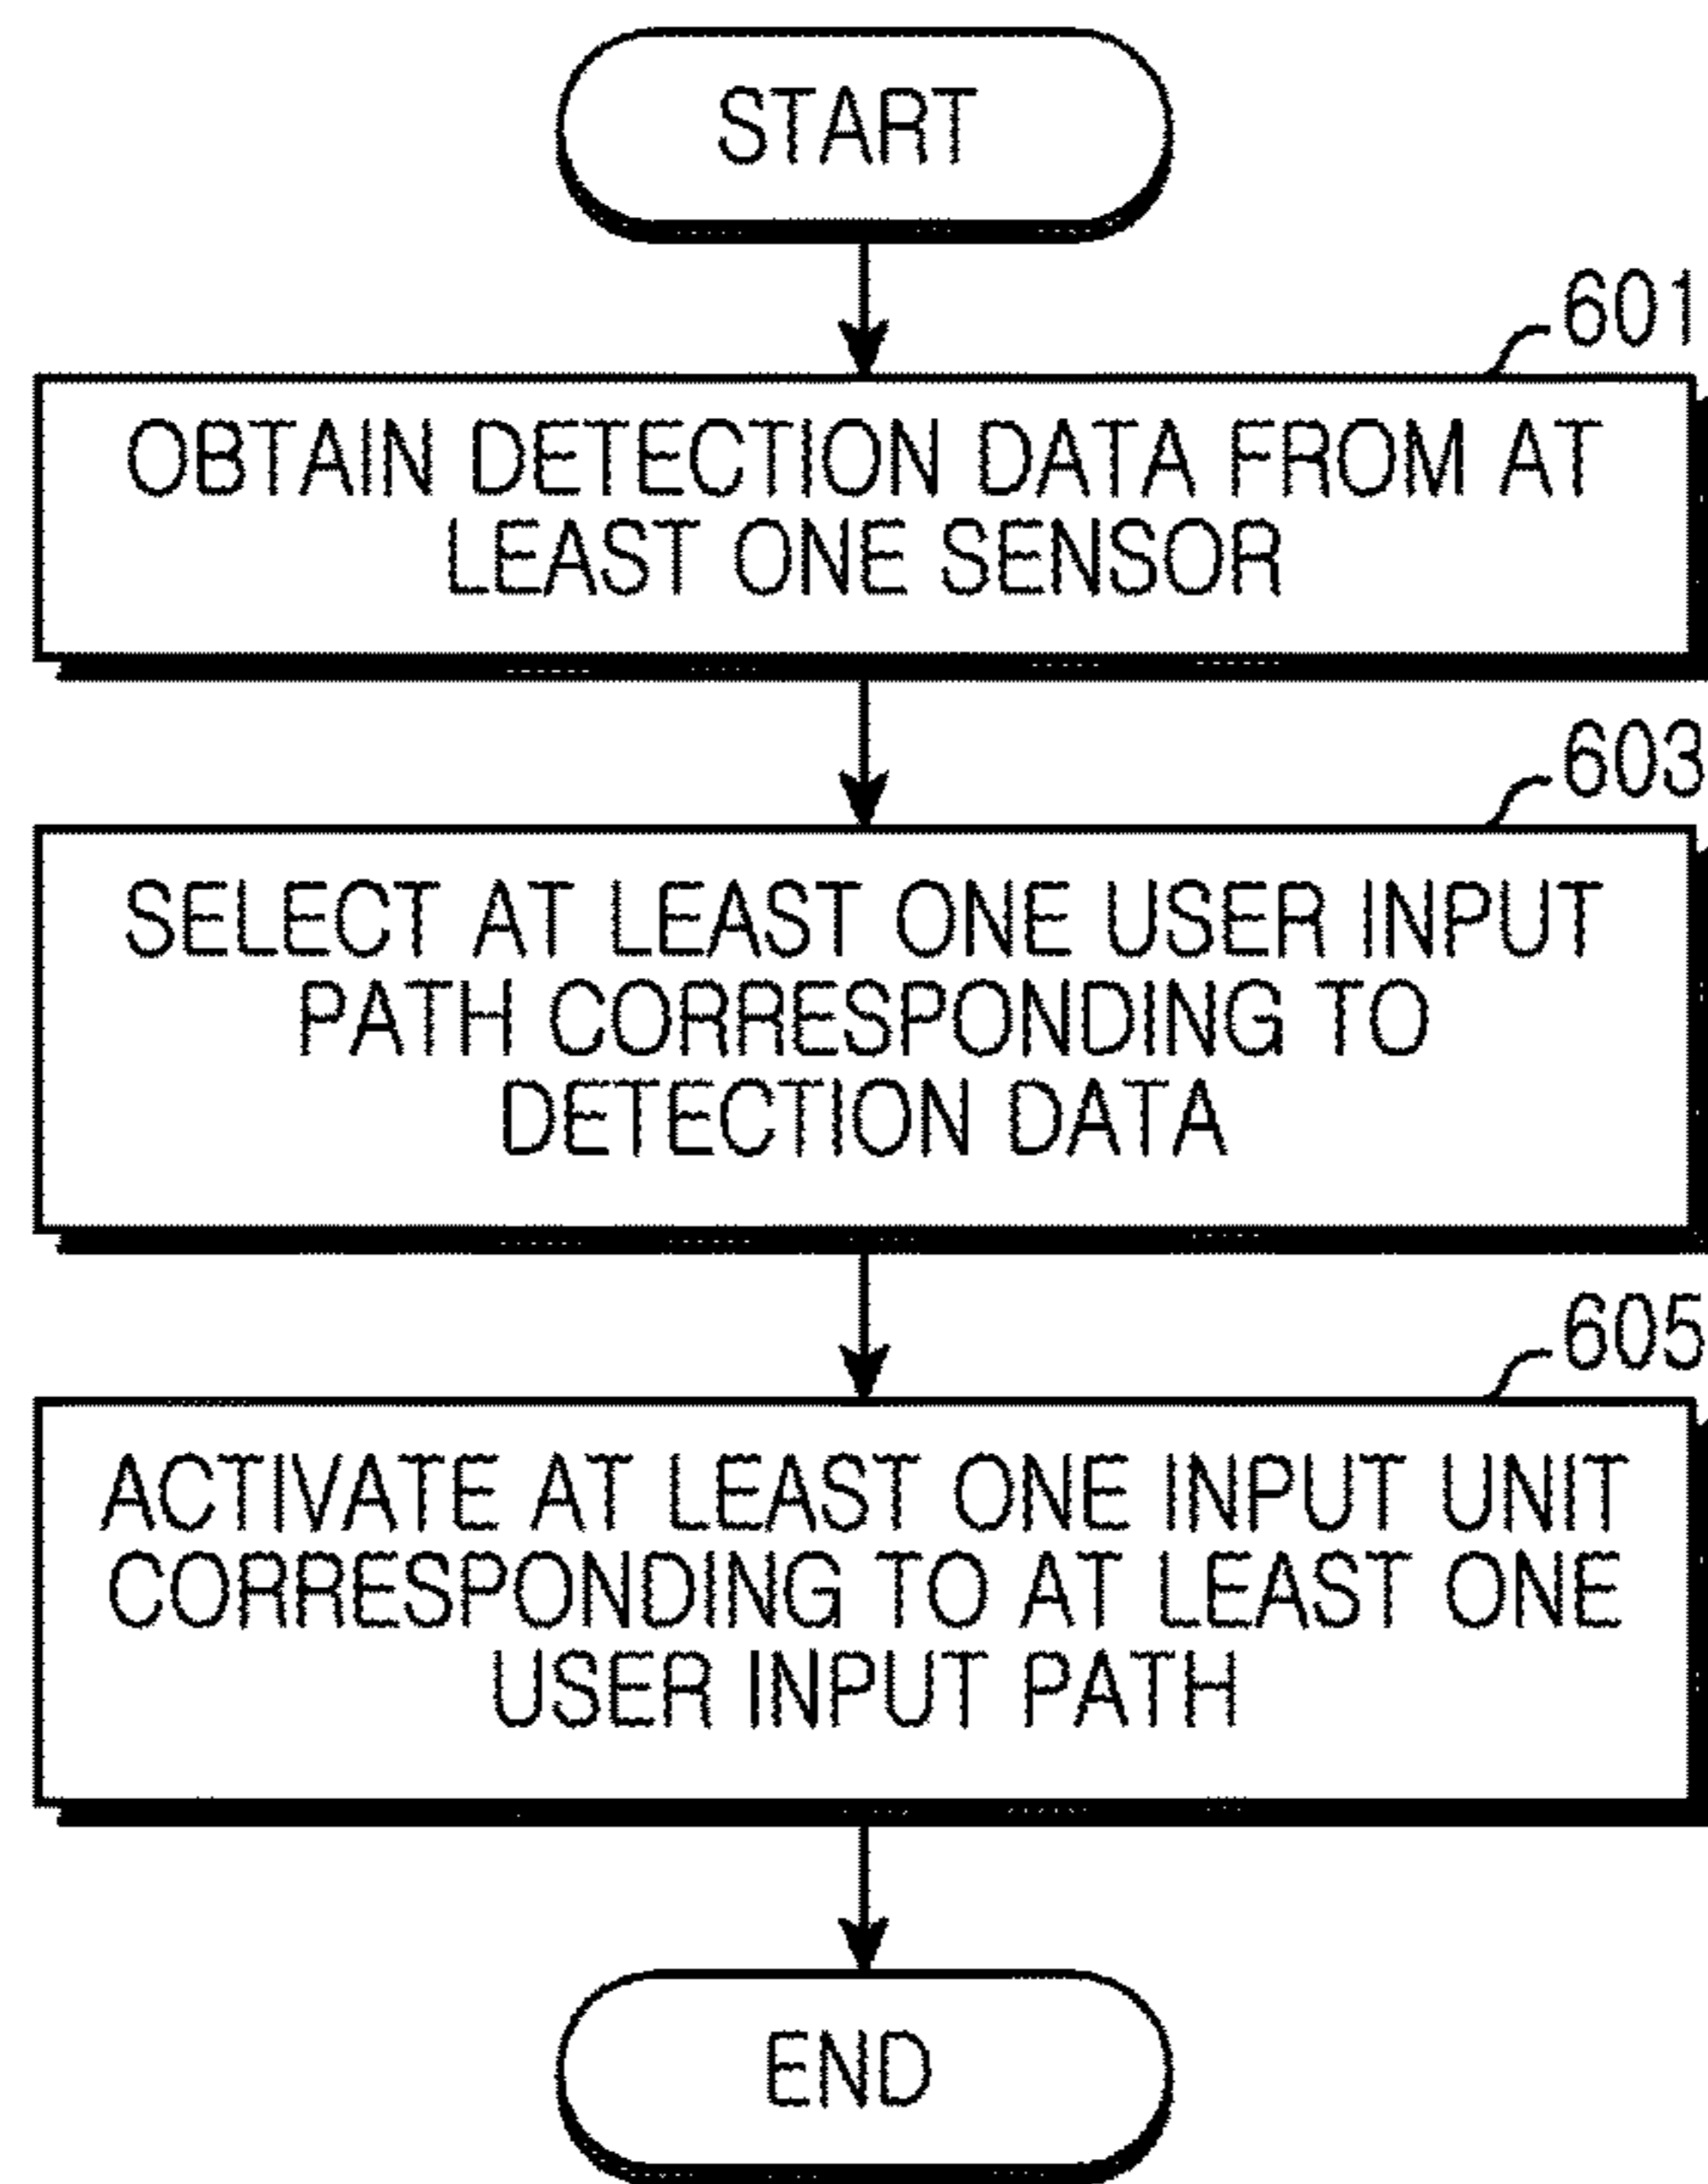 START
601
OBTAIN DETECTION DATA FROM AT
LEAST ONE SENSOR
603
SELECT AT LEAST ONE USER INPUT
PATH CORRESPONDING TO
DETECTION DATA
605
ACTIVATE AT LEAST ONE INPUT UNIT
CORRESPONDING TO AT LEAST ONE
USER INPUT PATH
END